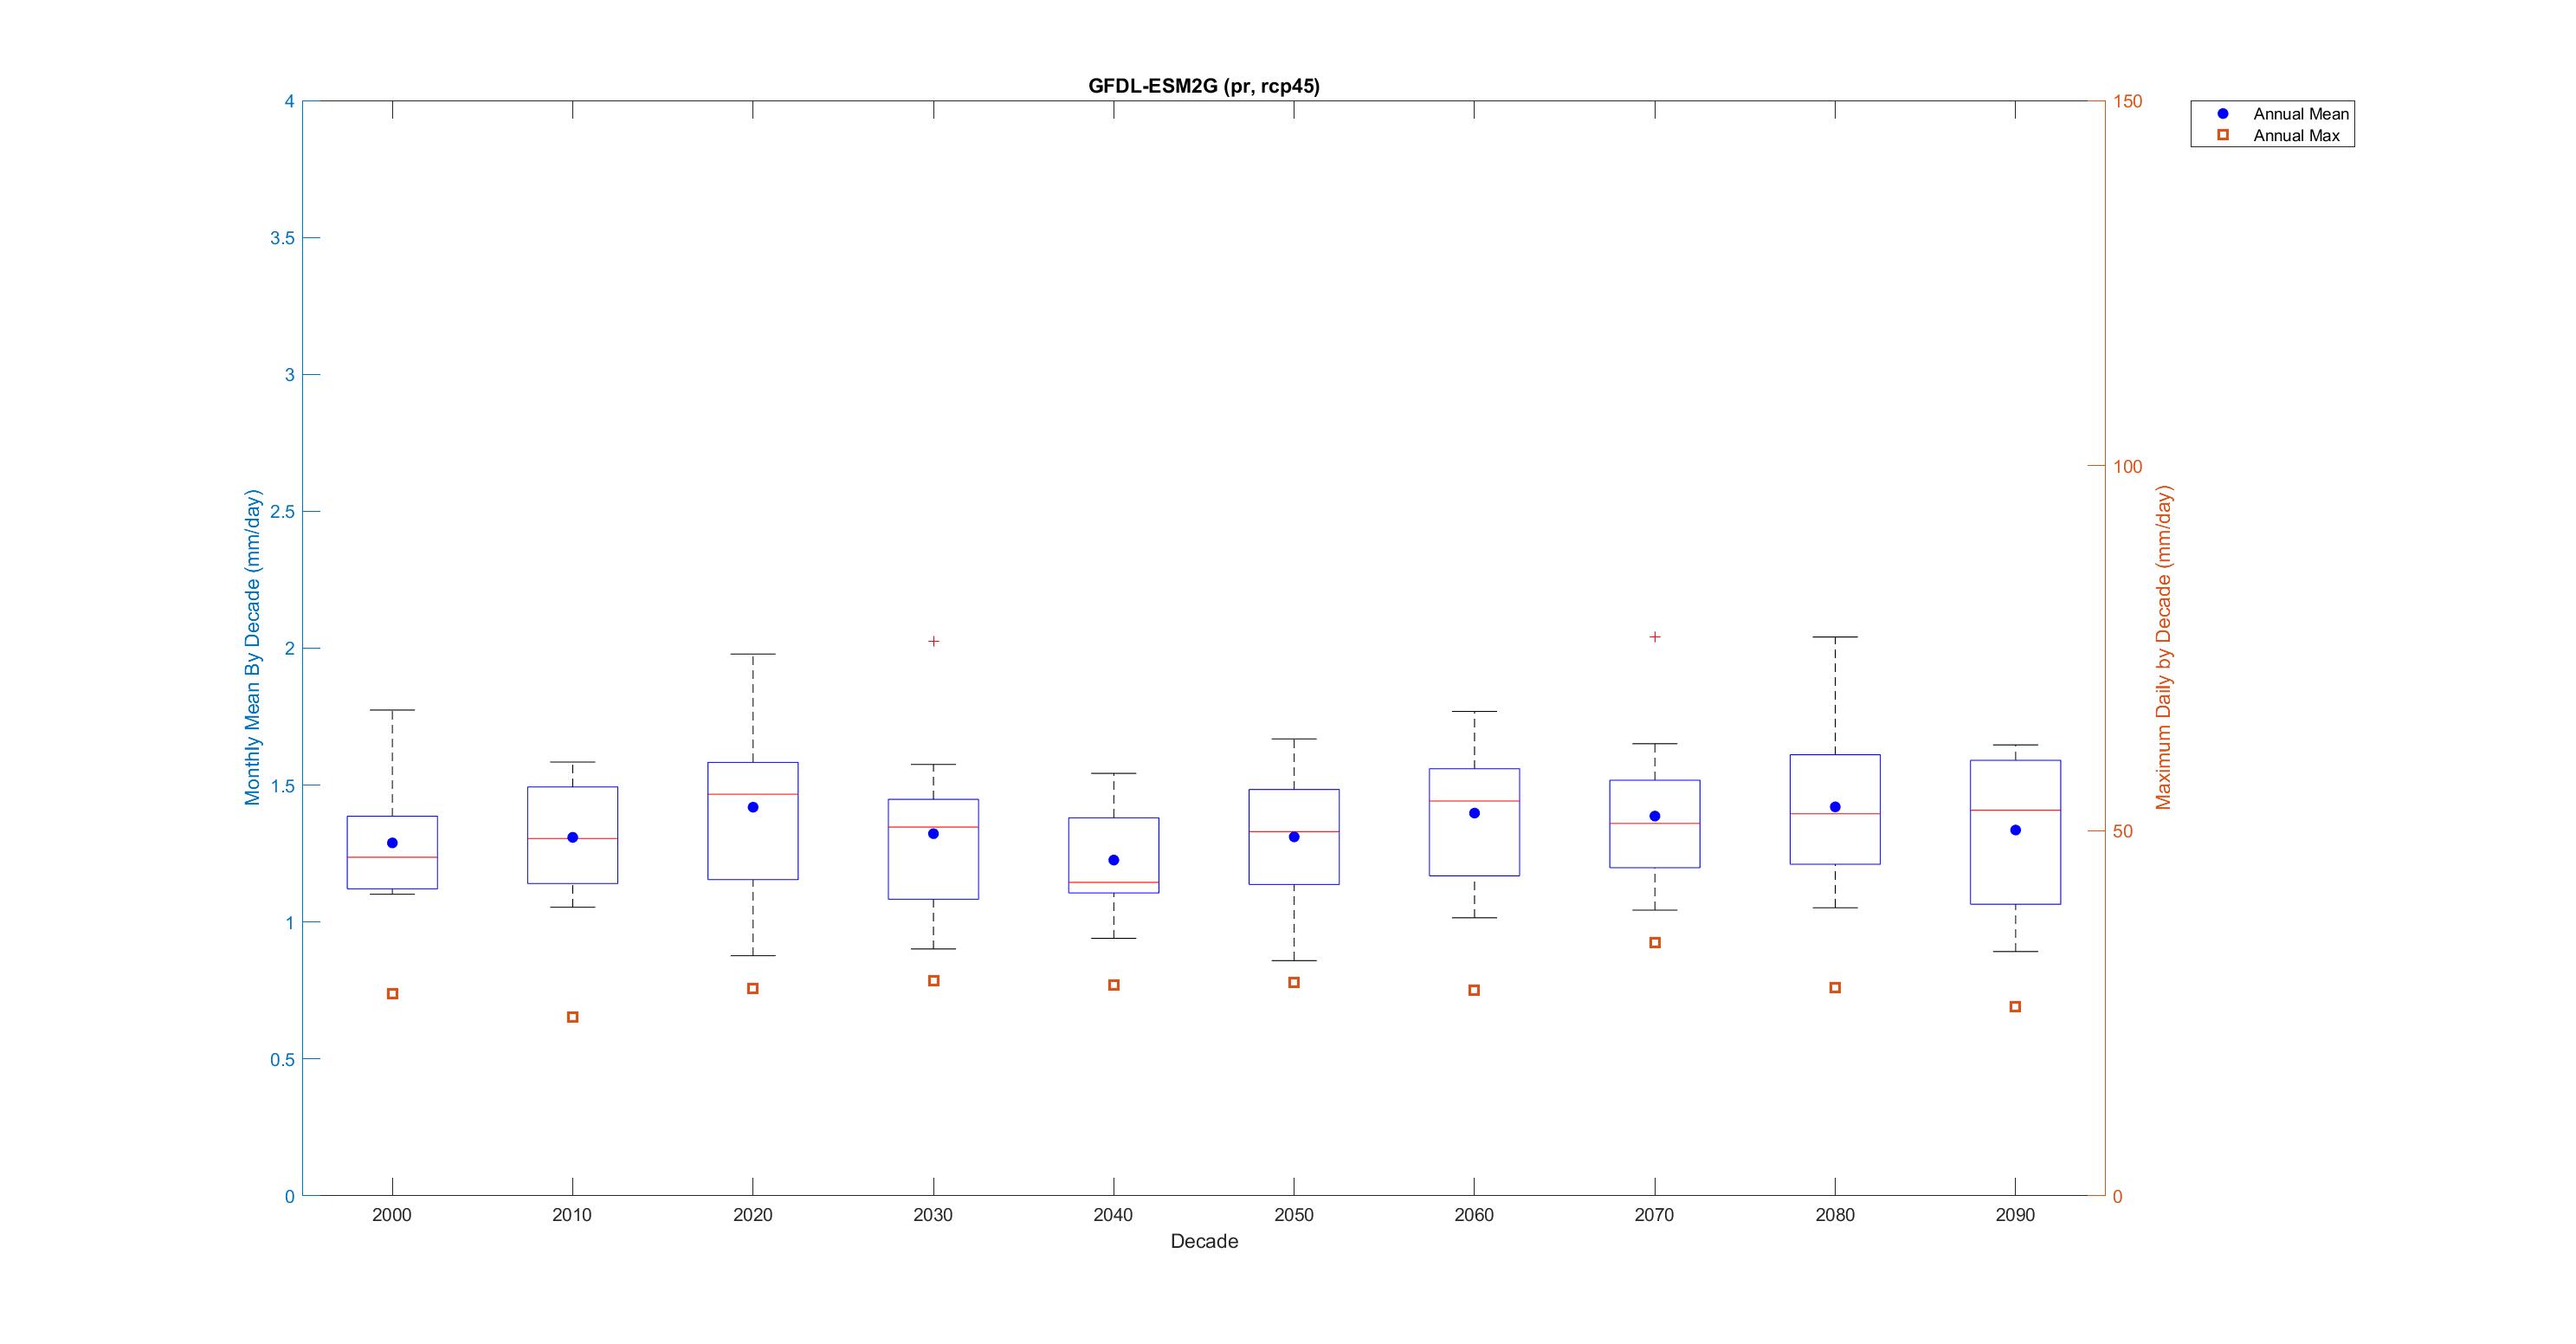 GFDL-ESM2G (pr, rcp45)
Annual Mean
Annual Max
Monthly Mean By Decade (mm/day)
4
3.5
3
2.5
2
1.5
1
0.5
0
150
100
50
0
Maximum Daily by Decade (mm/day)
2000 2010 2020 2030 2040 2050 2060 2070 2080 2090
Decade